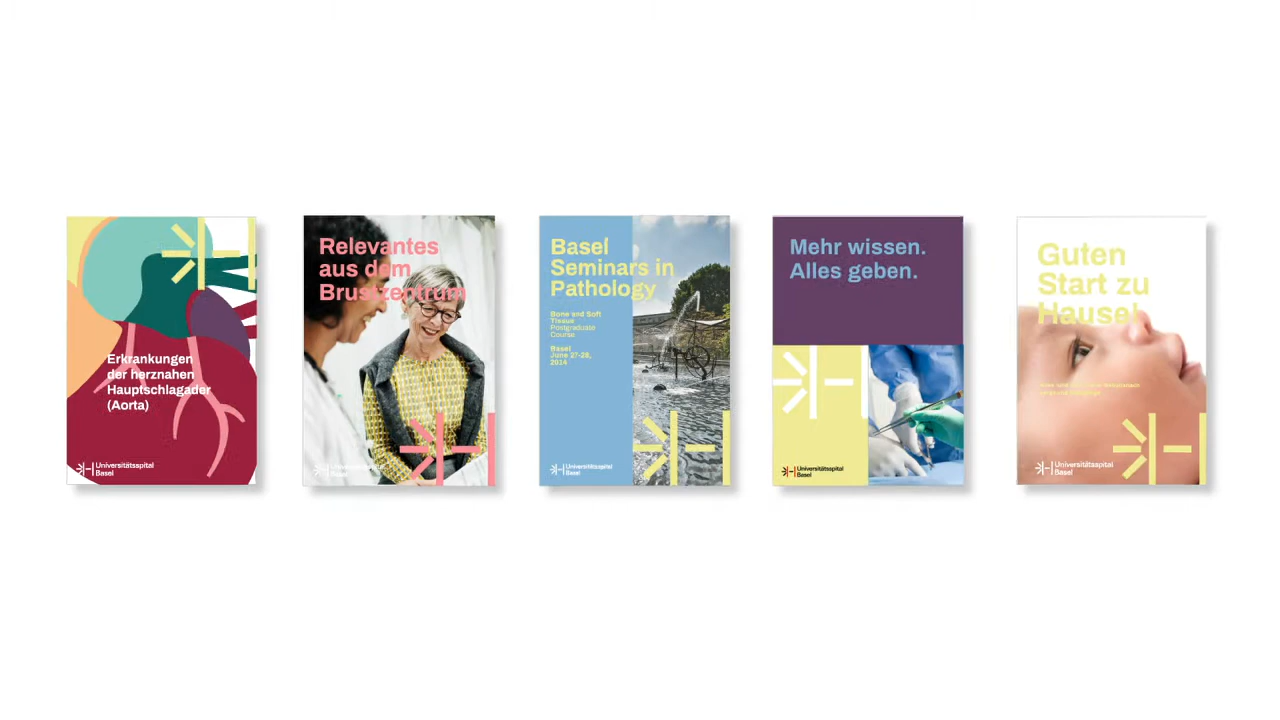 Erkrankungen
der herznahen
Hauptschlagader
(Aorta)
Universitätsspital
Basel
Relevantes
aus dem
Brustzentrum
Universitätsspital
Basel
Basel
Seminars in
Pathology
Bone and Soft
Tissue
Postgraduate
Course
Basel
June 27-28,
2014
Universitätsspital
Basel
Mehr wissen.
Alles geben.
Universitätsspital
Basel
Guten
Start zu
Hause!
Universitätsspital
Basel